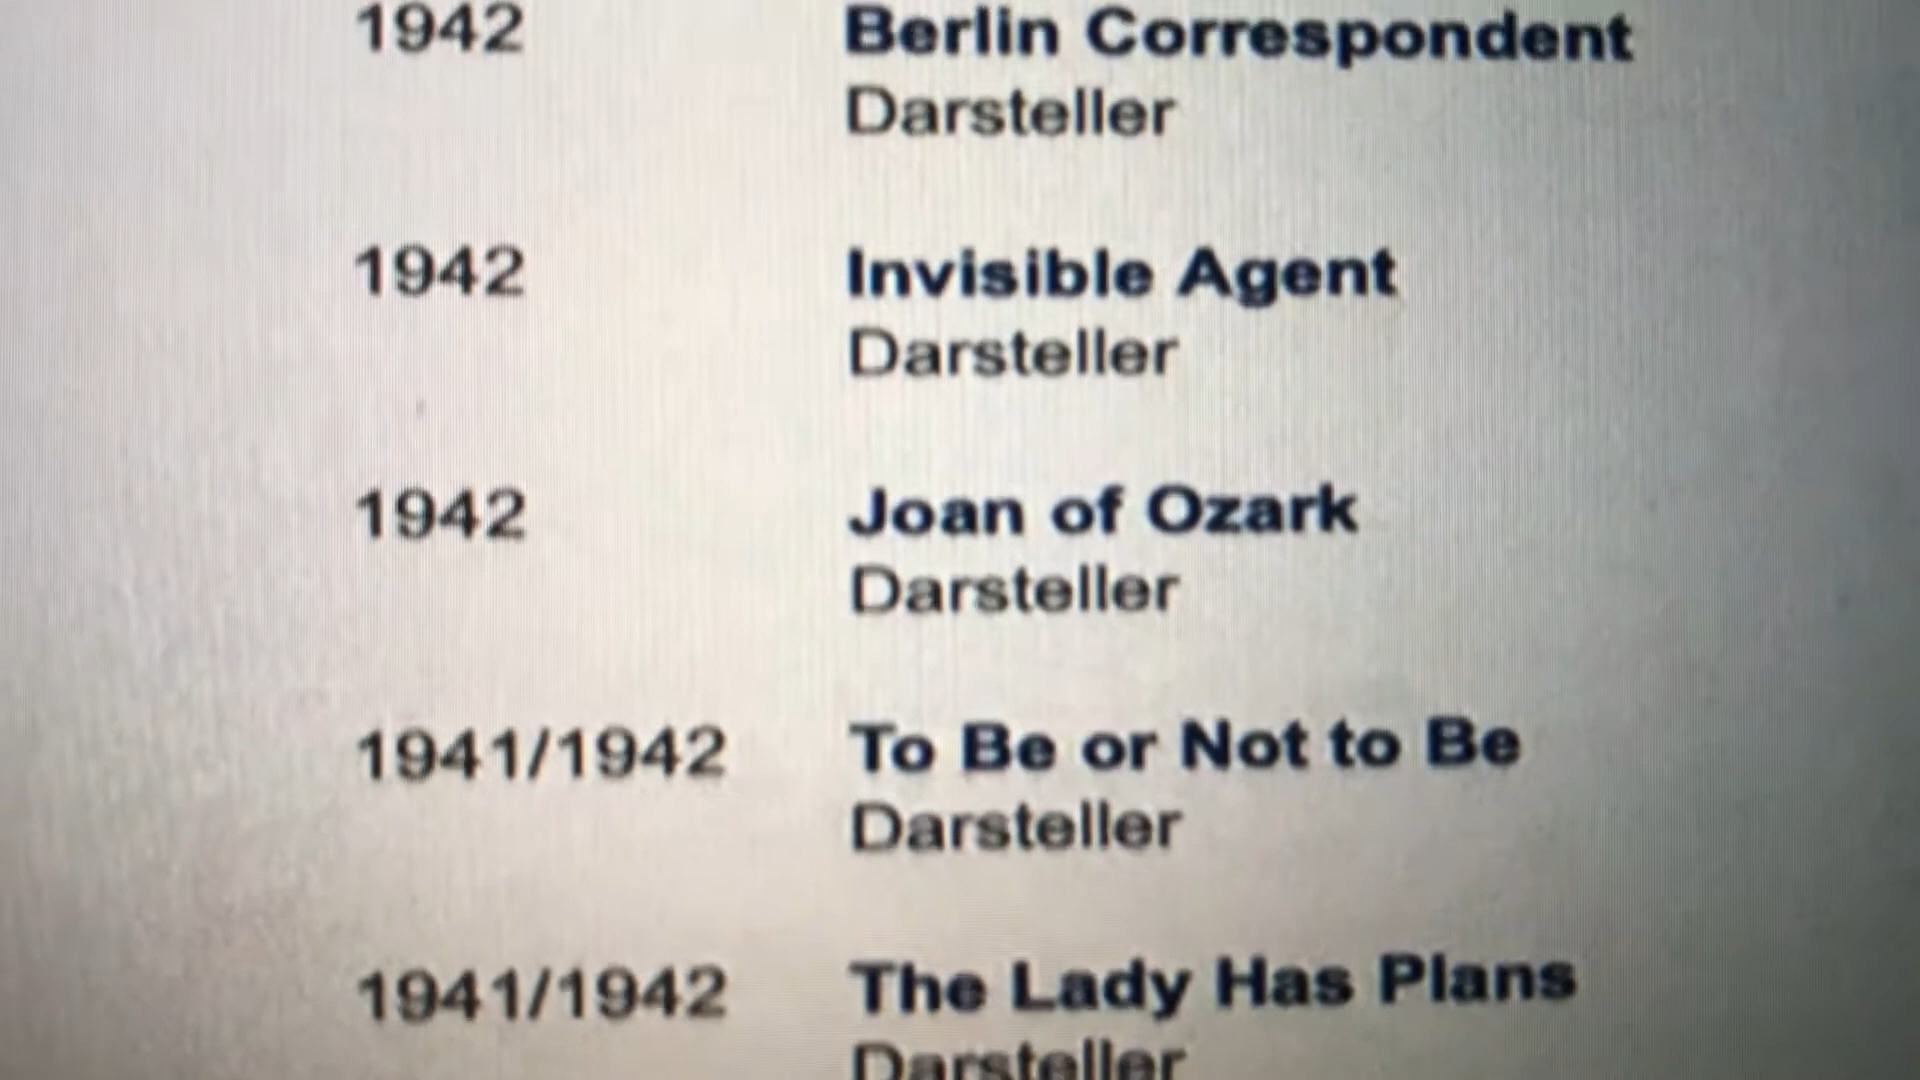 1942 Berlin Correspondent
Darsteller
1942 Invisible Agent
Darsteller
1942 Joan of Ozark
Darsteller
1941/1942 To Be or Not to Be
Darsteller
1941/1942 The Lady Has Plans
Darsteller